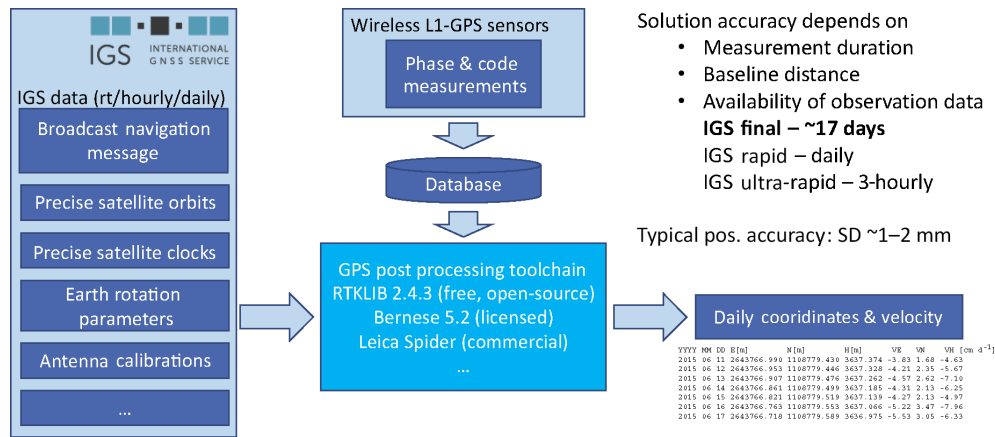 IGS
INTERNATIONAL
GNSS SERVICE
IGS data (rt/hourly/daily)
Broadcast navigation
message
Precise satellite orbits
Precise satellite clocks
Earth rotation
parameters
Antenna calibrations
...
Wireless L1-GPS sensors
Phase & code
measurements
Database
GPS post processing toolchain
RTKLIB 2.4.3 (free, open-source)
Bernese 5.2 (licensed)
Leica Spider (commercial)
...
Solution accuracy depends on
• Measurement duration
• Baseline distance
• Availability of observation data
IGS final – ~17 days
IGS rapid – daily
IGS ultra-rapid – 3-hourly
Typical pos. accuracy: SD ~1–2 mm
Daily cooridinates & velocity
YYYY MM DD E[m] N[m] H[m] VE VN VH [cm d⁻¹]
2015 06 11 2643766.990 1108779.430 3637.374 -3.83 1.68 -4.63
2015 06 12 2643766.953 1108779.446 3637.328 -4.21 2.35 -5.67
2015 06 13 2643766.907 1108779.476 3637.262 -4.57 2.62 -7.10
2015 06 14 2643766.861 1108779.499 3637.185 -4.31 2.13 -6.25
2015 06 15 2643766.821 1108779.519 3637.139 -4.27 2.13 -4.97
2015 06 16 2643766.763 1108779.553 3637.066 -5.22 3.47 -7.96
2015 06 17 2643766.718 1108779.589 3636.975 -5.53 3.05 -6.33